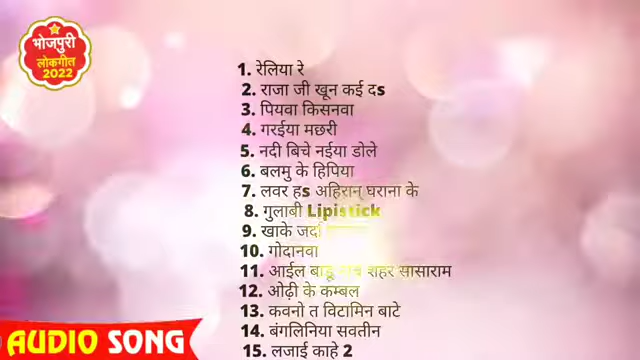 भोजपुरी
लोकगीत
2022
1. रेलिया रे
2. राजा जी खून कई दs
3. पियवा किसनवा
4. गरईया मछरी
5. नदी बिचे नईया डोले
6. बलमु के हिपिया
7. लवर हs अहिरान घराना के
8. गुलाबी Lipistick
9. खाके
10. गोदानवा
11. आईल शहर सासाराम
12. ओढ़ी के कम्बल
13. कवनो त विटामिन बाटे
14. बंगलिनिया सवतीन
15. लजाई काहे 2
AUDIO SONG